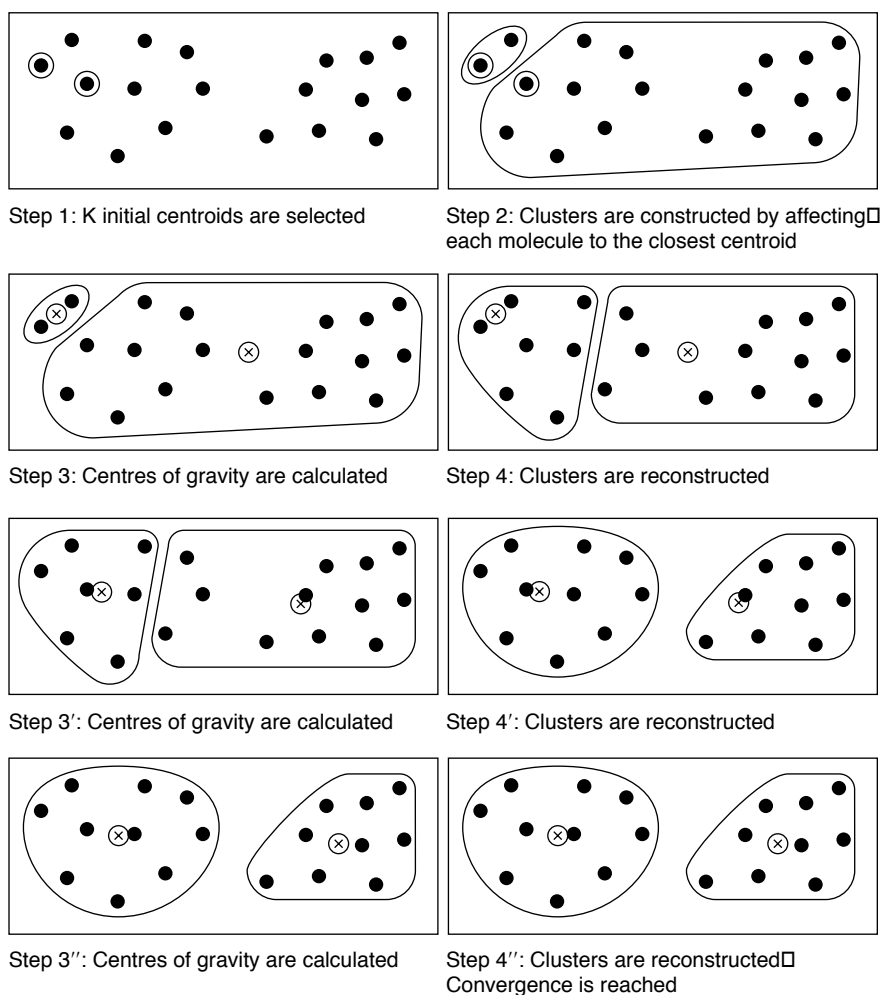 Step 1: K initial centroids are selected
Step 2: Clusters are constructed by affecting□
each molecule to the closest centroid
Step 3: Centres of gravity are calculated
Step 4: Clusters are reconstructed
Step 3′: Centres of gravity are calculated
Step 4′: Clusters are reconstructed
Step 3″: Centres of gravity are calculated
Step 4″: Clusters are reconstructed□
Convergence is reached